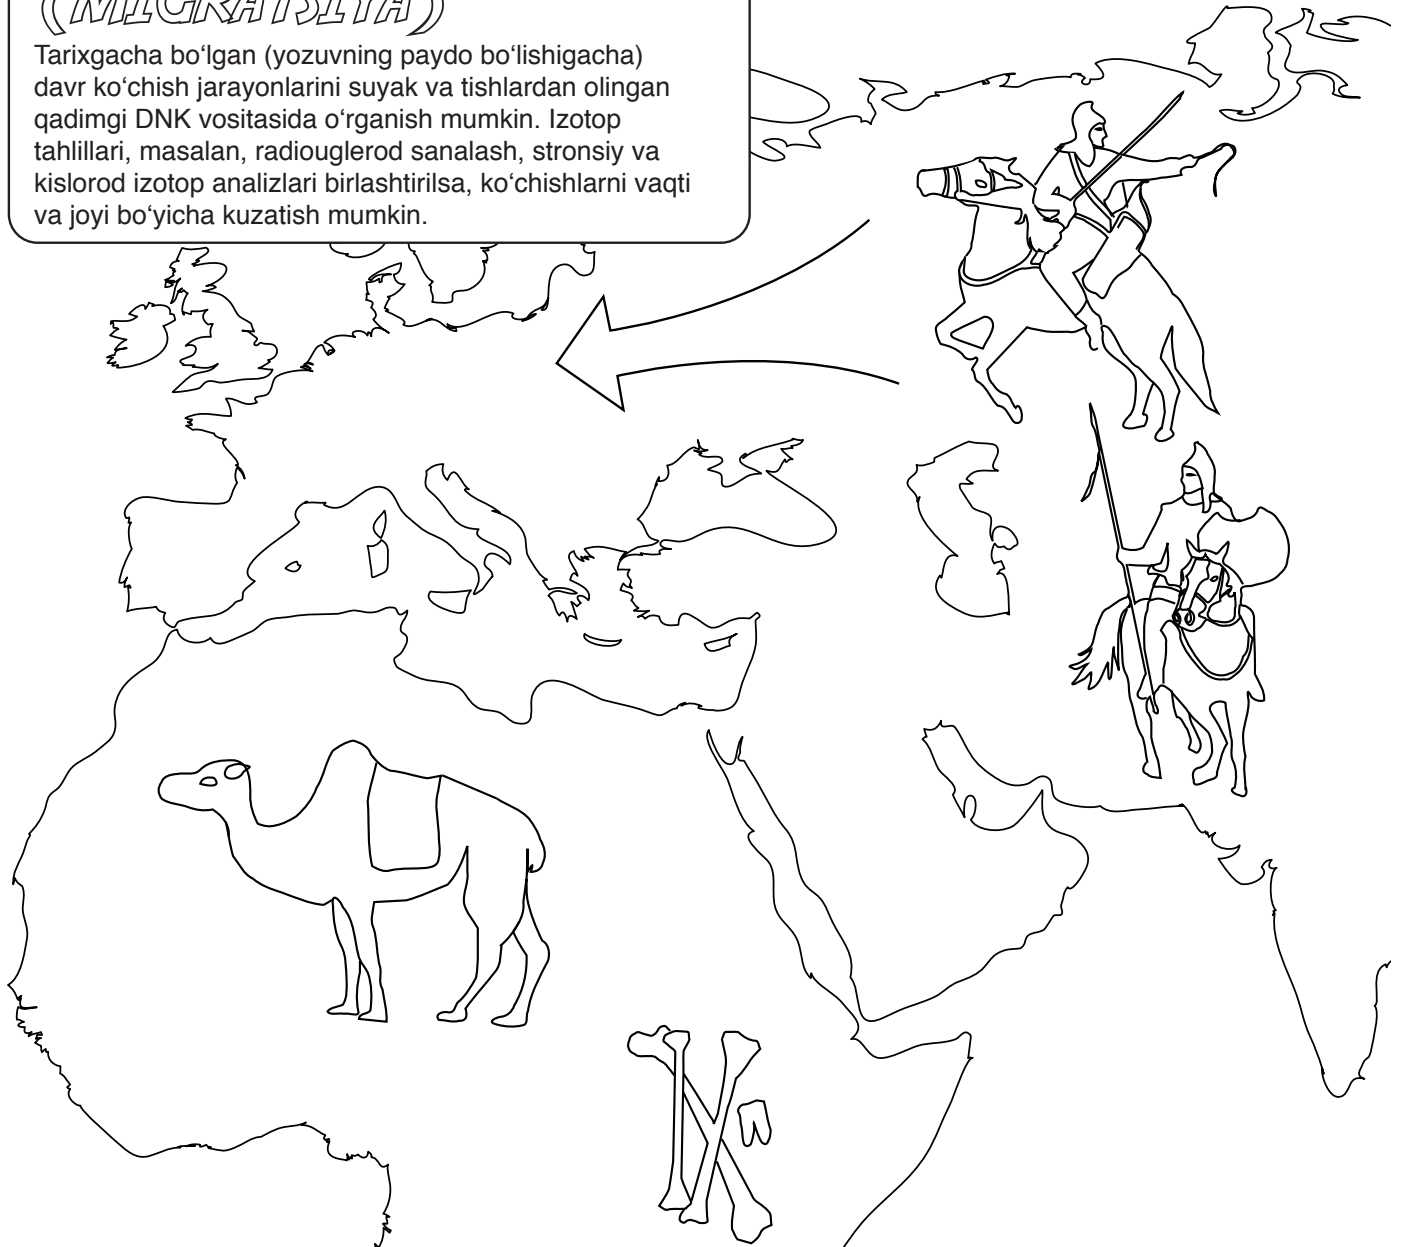 (MIGRATSIYA)
Tarixgacha bo‘lgan (yozuvning paydo bo‘lishigacha)
davr ko‘chish jarayonlarini suyak va tishlardan olingan
qadimgi DNK vositasida o‘rganish mumkin. Izotop
tahlillari, masalan, radiouglerod sanalash, stronsiy va
kislorod izotop analizlari birlashtirilsa, ko‘chishlarni vaqti
va joyi bo‘yicha kuzatish mumkin.